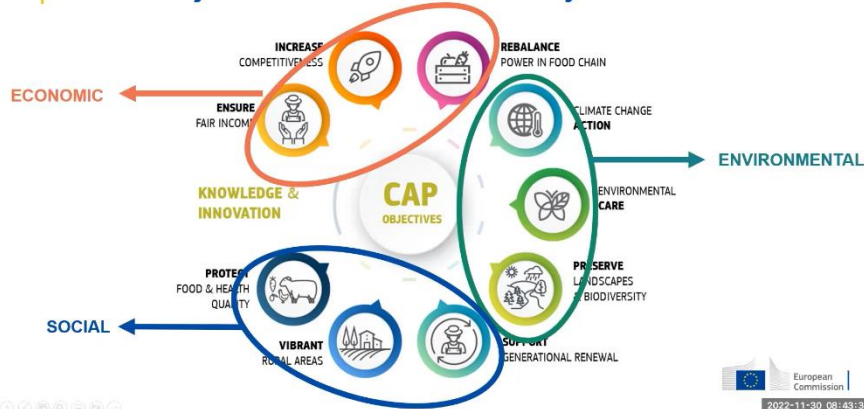 INCREASE
COMPETITIVENESS
REBALANCE
POWER IN FOOD CHAIN
ECONOMIC
ENSURE
FAIR INCOME
CLIMATE CHANGE
ACTION
ENVIRONMENTAL
KNOWLEDGE &
INNOVATION
CAP
OBJECTIVES
ENVIRONMENTAL
CARE
PROTECT
FOOD & HEALTH
QUALITY
PRESERVE
LANDSCAPES
& BIODIVERSITY
SOCIAL
VIBRANT
RURAL AREAS
SUPPORT
GENERATIONAL RENEWAL
European
Commission
2022-11-30 08:43:3